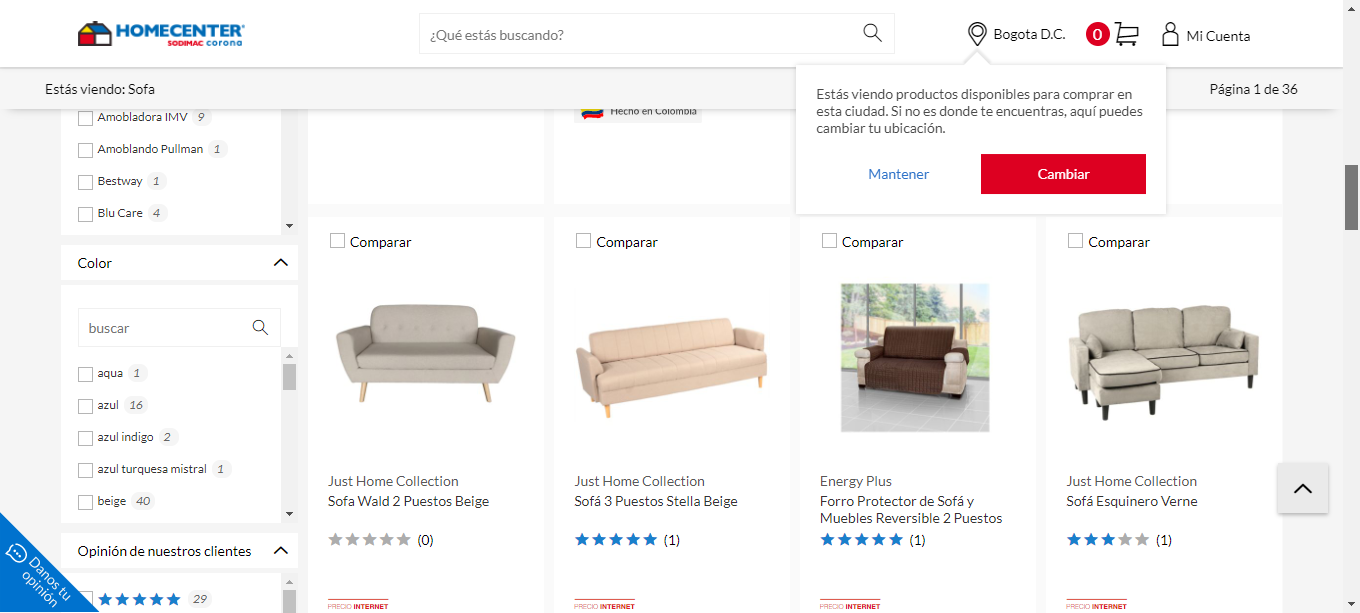 HOMECENTER
SODIMAC corona
¿Qué estás buscando?
Bogota D.C.
0
Mi Cuenta
Estás viendo: Sofa
Página 1 de 36
Estás viendo productos disponibles para comprar en
esta ciudad. Si no es donde te encuentras, aquí puedes
cambiar tu ubicación.
Mantener
Cambiar
Amobladora IMV 9
Amoblando Pullman 1
Bestway 1
Blu Care 4
Hecho en Colombia
Color
buscar
aqua 1
azul 16
azul indigo 2
azul turquesa mistral 1
beige 40
Opinión de nuestros clientes
29
Danos tu
opinión
Comparar
Just Home Collection
Sofa Wald 2 Puestos Beige
(0)
PRECIO INTERNET
Comparar
Just Home Collection
Sofá 3 Puestos Stella Beige
(1)
PRECIO INTERNET
Comparar
Energy Plus
Forro Protector de Sofá y
Muebles Reversible 2 Puestos
(1)
PRECIO INTERNET
Comparar
Just Home Collection
Sofá Esquinero Verne
(1)
PRECIO INTERNET